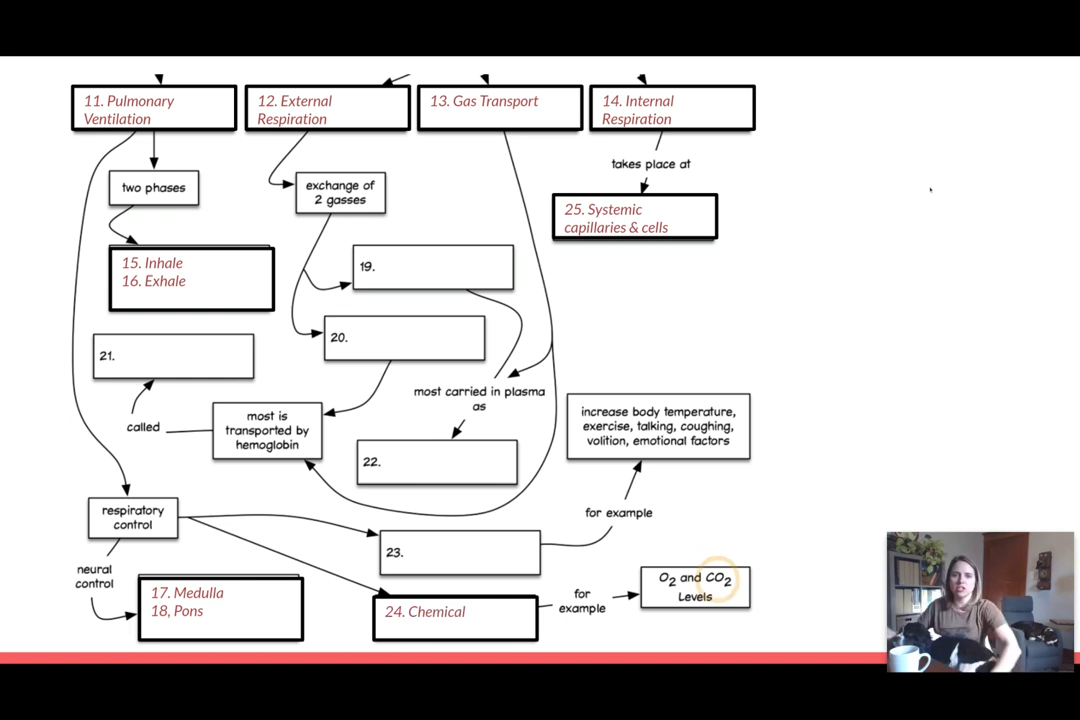 11. Pulmonary
Ventilation
12. External
Respiration
13. Gas Transport
14. Internal
Respiration
takes place at
two phases
exchange of
2 gasses
25. Systemic
capillaries & cells
15. Inhale
16. Exhale
19.
20.
21.
most carried in plasma
as
most is
transported by
hemoglobin
called
increase body temperature,
exercise, talking, coughing,
volition, emotional factors
22.
respiratory
control
for example
23.
neural
control
17. Medulla
18, Pons
24. Chemical
for
example
O2 and CO2
Levels